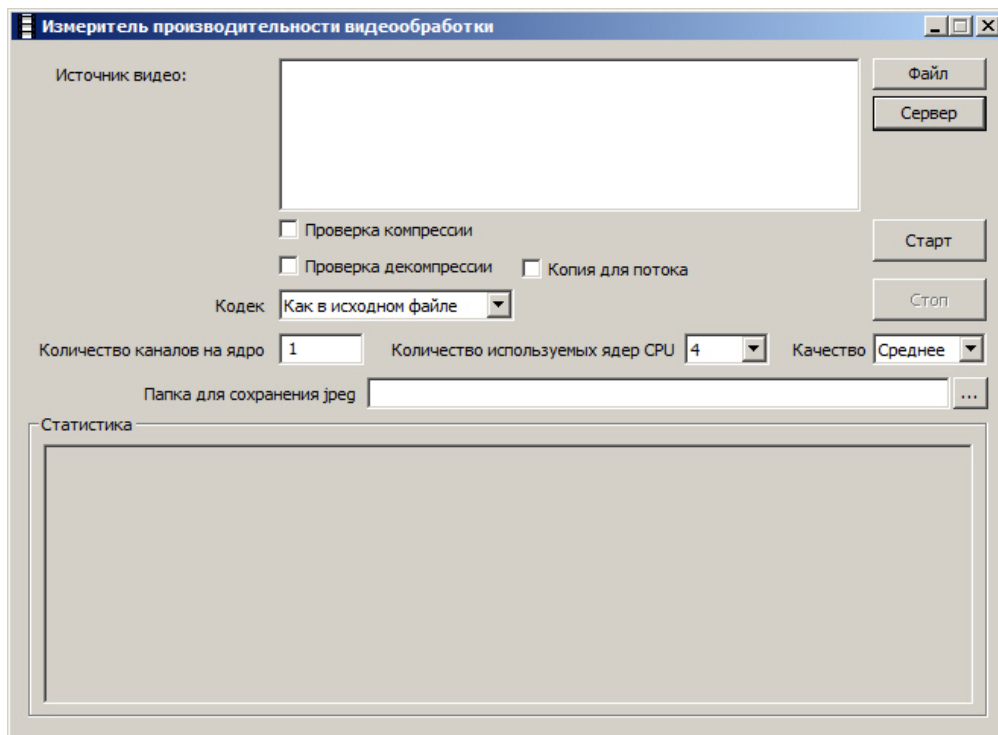 Измеритель производительности видеообработки
Источник видео:
Файл
Сервер
Проверка компрессии
Старт
Проверка декомпрессии Копия для потока
Кодек Как в исходном файле
Стоп
Количество каналов на ядро 1 Количество используемых ядер CPU 4 Качество Среднее
Папка для сохранения jpeg ...
Статистика